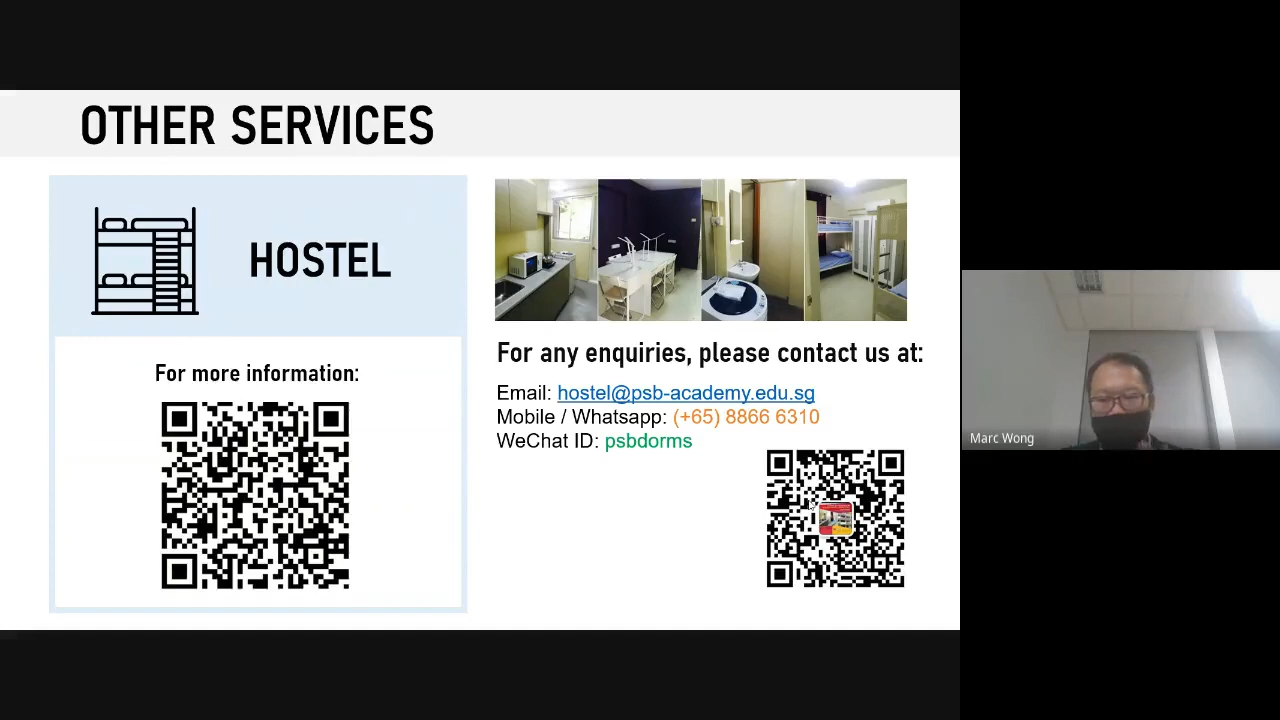 OTHER SERVICES
HOSTEL
For more information:
For any enquiries, please contact us at:
Email: hostel@psb-academy.edu.sg
Mobile / Whatsapp: (+65) 8866 6310
WeChat ID: psbdorms
Marc Wong